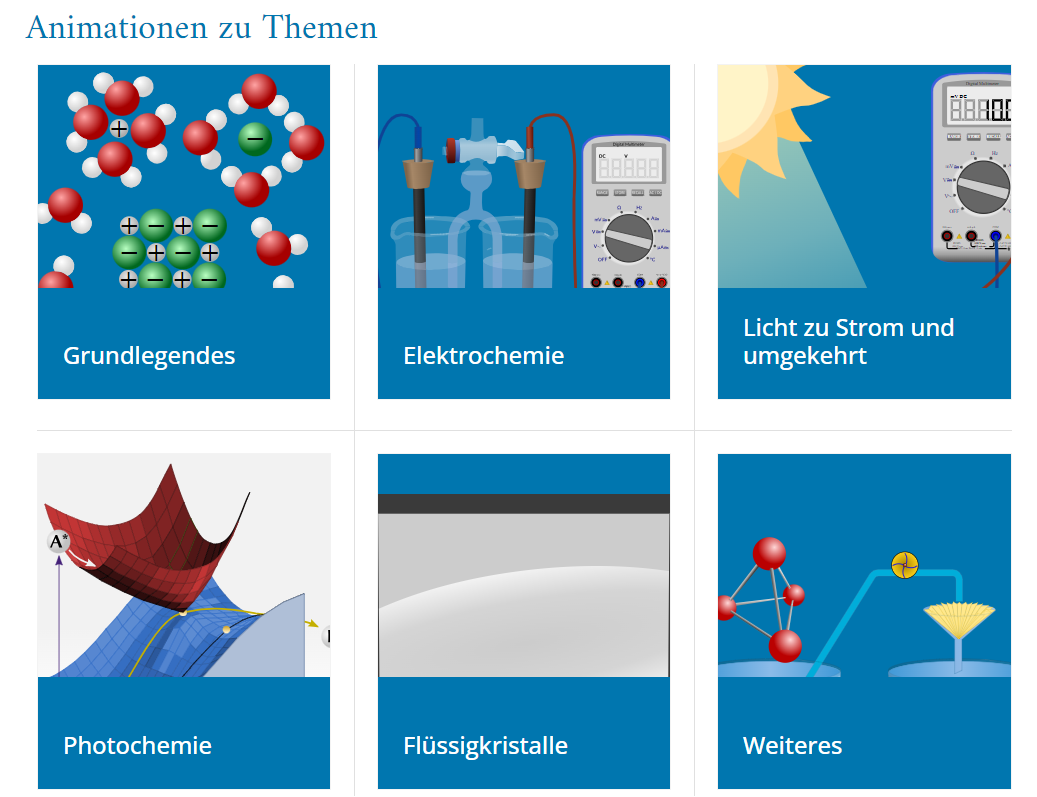 Animationen zu Themen
Grundlegendes
Elektrochemie
Licht zu Strom und
umgekehrt
A*
Photochemie
Flüssigkristalle
Weiteres